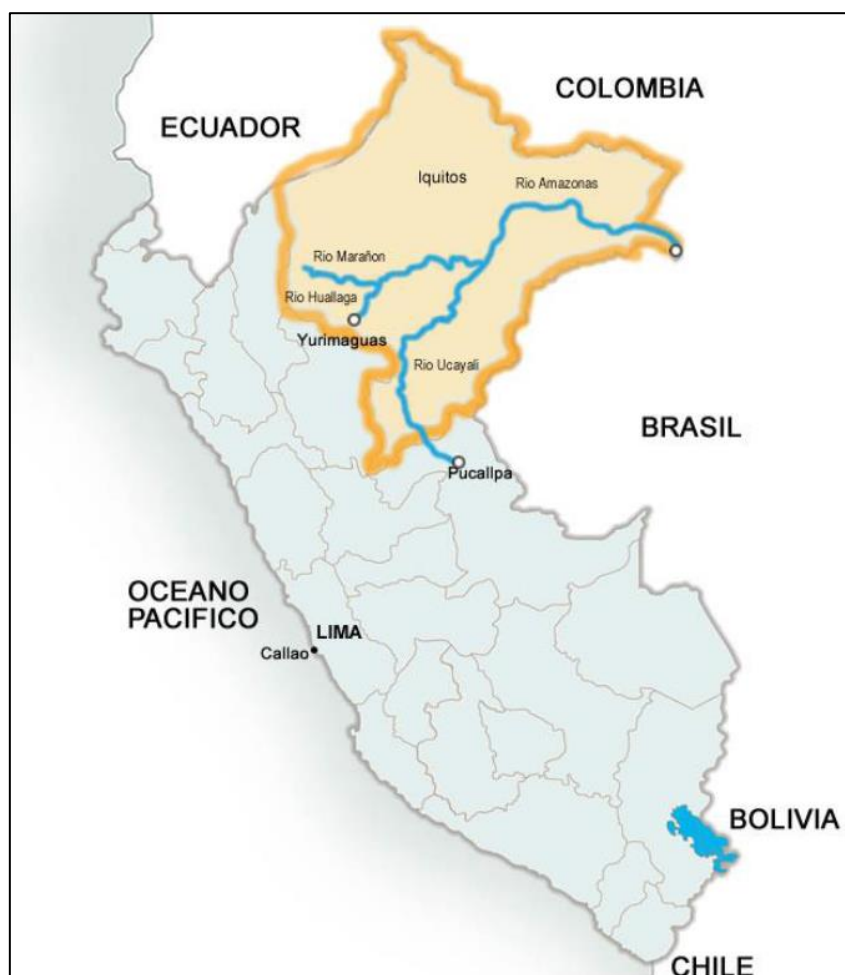 COLOMBIA
ECUADOR
Iquitos
Rio Amazonas
Rio Marañon
Rio Huallaga
Yurimaguas
Rio Ucayali
BRASIL
Pucallpa
OCEANO
PACIFICO
LIMA
Callao
BOLIVIA
CHILE